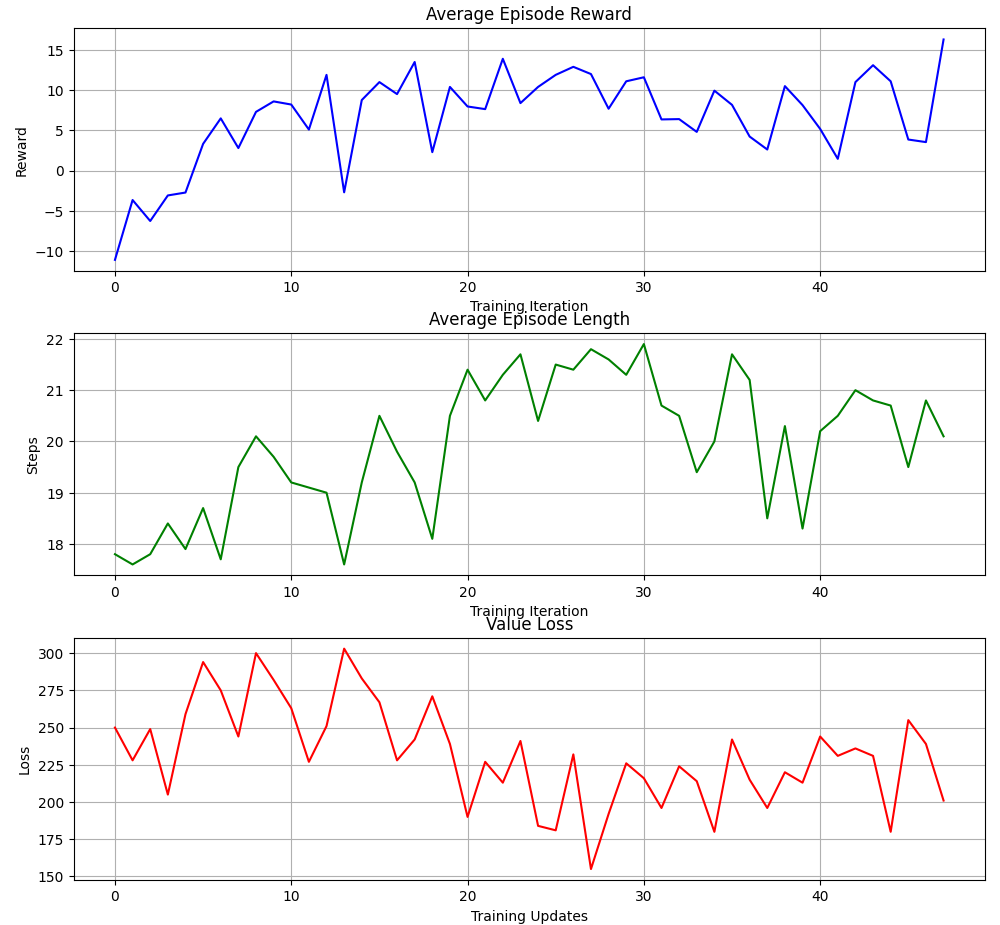 Average Episode Reward
15
10
5
0
−5
−10
Reward
0 10 20 30 40
Training Iteration
Average Episode Length
22
21
20
19
18
Steps
0 10 20 30 40
Training Iteration
Value Loss
300
275
250
225
200
175
150
Loss
0 10 20 30 40
Training Updates